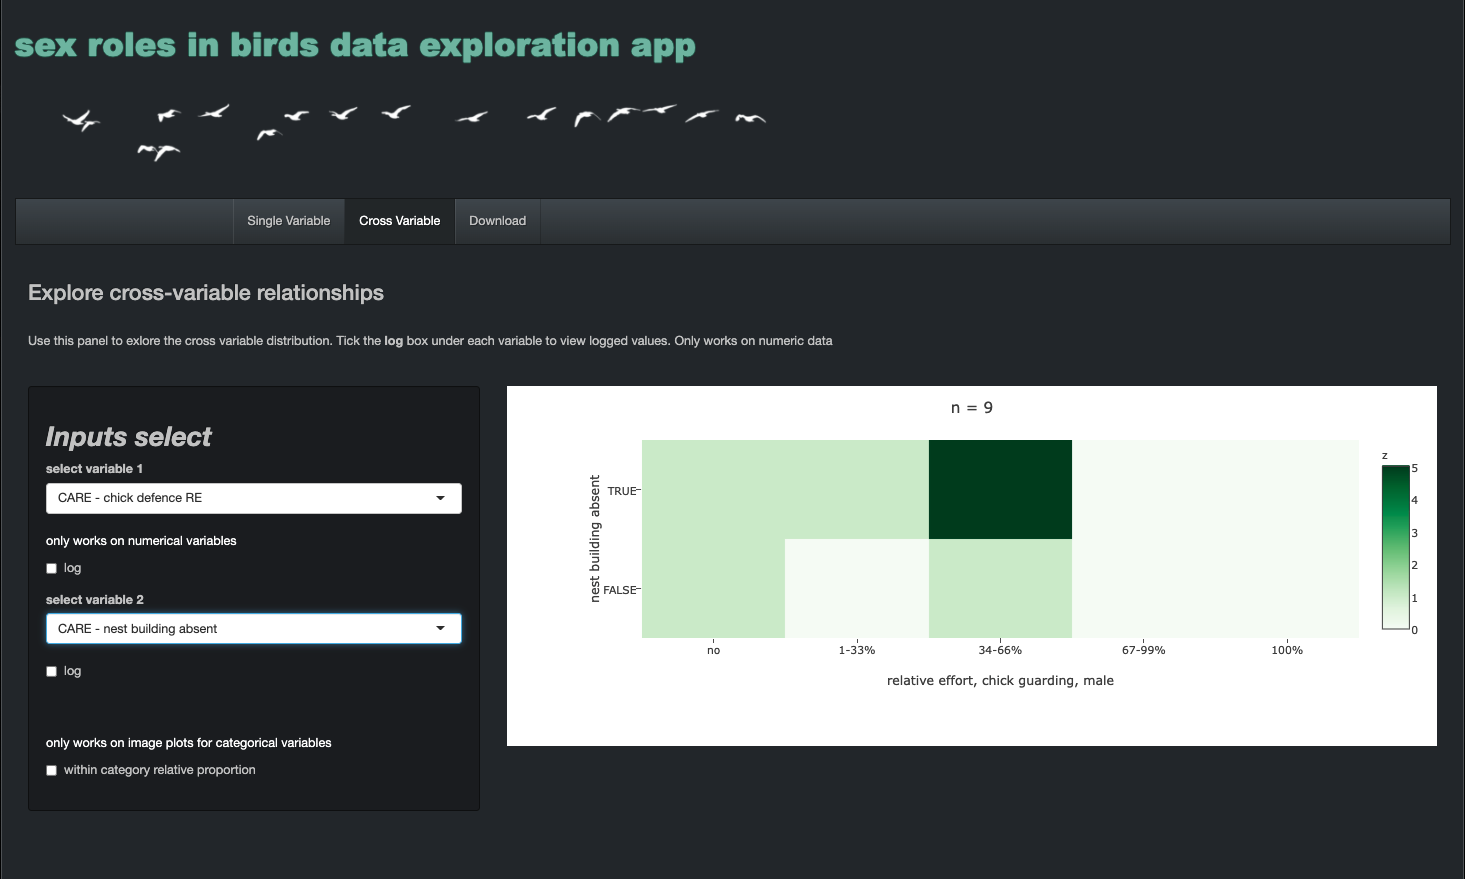 sex roles in birds data exploration app
Single Variable
Cross Variable
Download
Explore cross-variable relationships
Use this panel to exlore the cross variable distribution. Tick the log box under each variable to view logged values. Only works on numeric data
Inputs select
select variable 1
CARE - chick defence RE
only works on numerical variables
log
select variable 2
CARE - nest building absent
log
only works on image plots for categorical variables
within category relative proportion
n = 9
nest building absent
TRUE
FALSE
no
1-33%
34-66%
67-99%
100%
relative effort, chick guarding, male
z
5
4
3
2
1
0